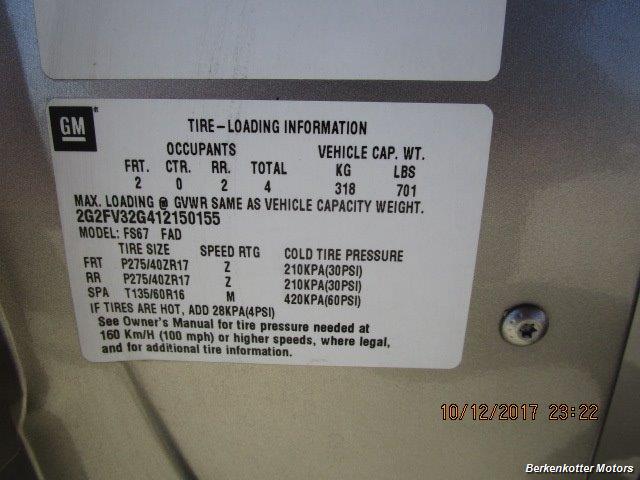 GM
TIRE-LOADING INFORMATION
OCCUPANTS VEHICLE CAP. WT.
FRT. CTR. RR. TOTAL KG LBS
2 0 2 4 318 701
MAX. LOADING @ GVWR SAME AS VEHICLE CAPACITY WEIGHT.
2G2FV32G412150155
MODEL: FS67 FAD
TIRE SIZE SPEED RTG COLD TIRE PRESSURE
FRT P275/40ZR17 Z 210KPA(30PSI)
RR P275/40ZR17 Z 210KPA(30PSI)
SPA T135/60R16 M 420KPA(60PSI)
IF TIRES ARE HOT, ADD 28KPA(4PSI)
See Owner's Manual for tire pressure needed at
160 Km/H (100 mph) or higher speeds, where legal,
and for additional tire information.
10/12/2017 23:22
Berkenkotter Motors